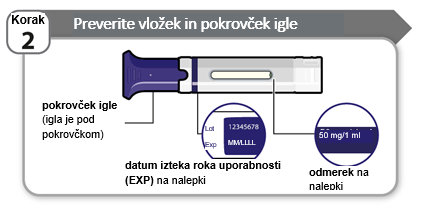 Korak
2
Preverite vložek in pokrovček igle
pokrovček igle
(igla je pod
pokrovčkom)
Lot
12345678
Exp
MM/LLLL
50 mg/1 ml
datum izteka roka uporabnosti
(EXP) na nalepki
odmerek na
nalepki